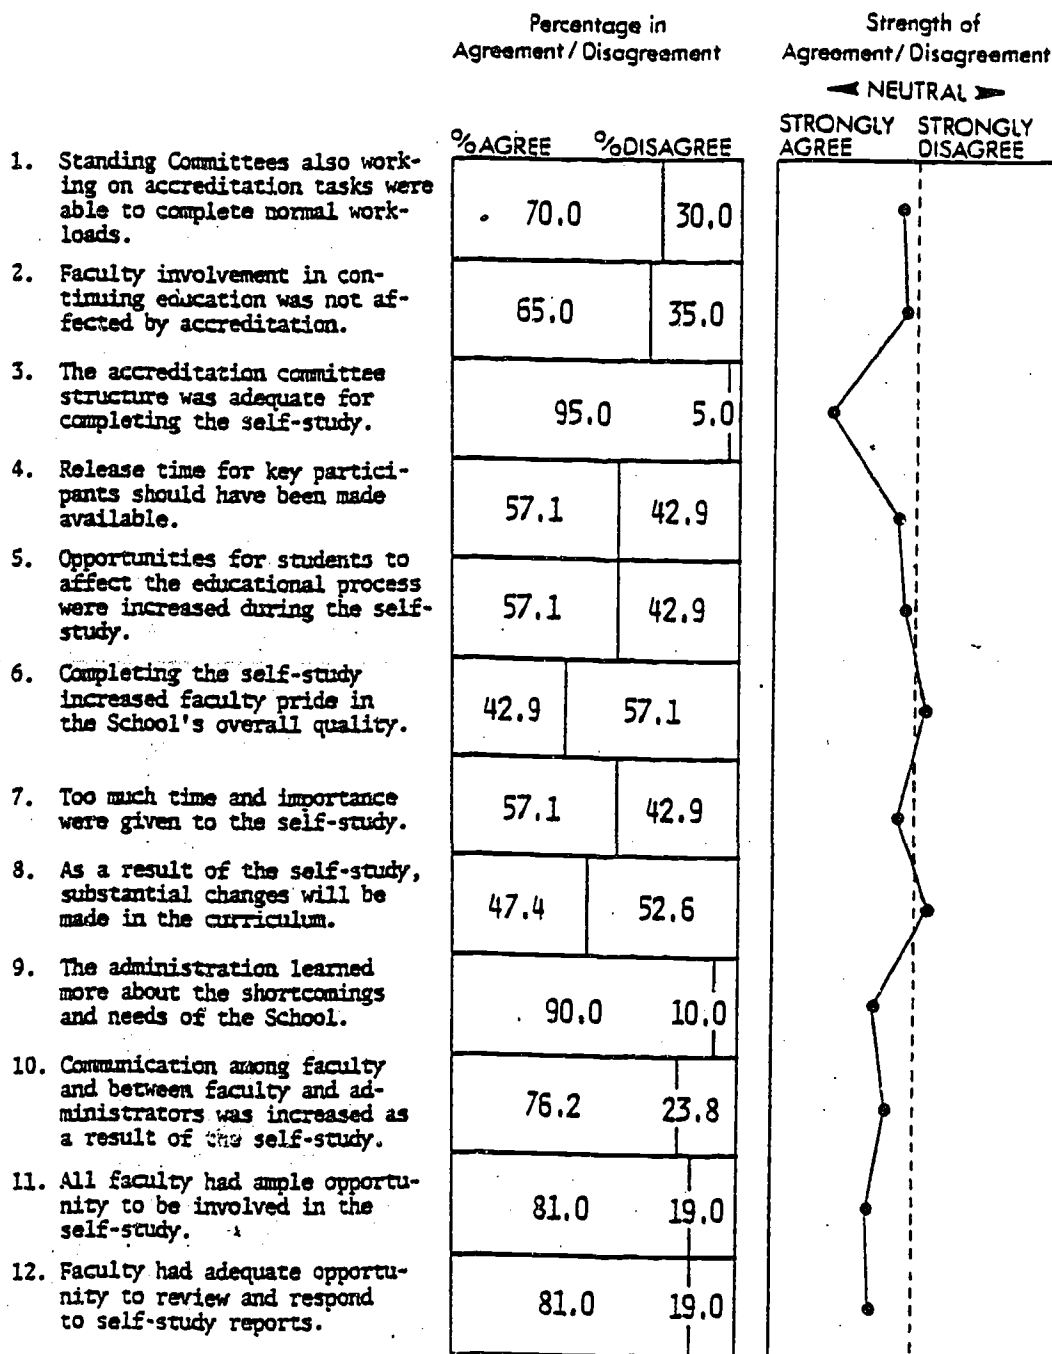 Percentage in
Agreement / Disagreement
Strength of
Agreement / Disagreement
NEUTRAL
%AGREE %DISAGREE
STRONGLY AGREE
STRONGLY DISAGREE
1. Standing Committees also work-
ing on accreditation tasks were
able to complete normal work-
loads.
70.0 30.0
2. Faculty involvement in con-
tinuing education was not af-
fected by accreditation.
65.0 35.0
3. The accreditation committee
structure was adequate for
completing the self-study.
95.0 5.0
4. Release time for key partici-
pants should have been made
available.
57.1 42.9
5. Opportunities for students to
affect the educational process
were increased during the self-
study.
57.1 42.9
6. Completing the self-study
increased faculty pride in
the School's overall quality.
42.9 57.1
7. Too much time and importance
were given to the self-study.
57.1 42.9
8. As a result of the self-study,
substantial changes will be
made in the curriculum.
47.4 52.6
9. The administration learned
more about the shortcomings
and needs of the School.
90.0 10.0
10. Communication among faculty
and between faculty and ad-
ministrators was increased as
a result of the self-study.
76.2 23.8
11. All faculty had ample opportu-
nity to be involved in the
self-study.
81.0 19.0
12. Faculty had adequate opportu-
nity to review and respond
to self-study reports.
81.0 19.0